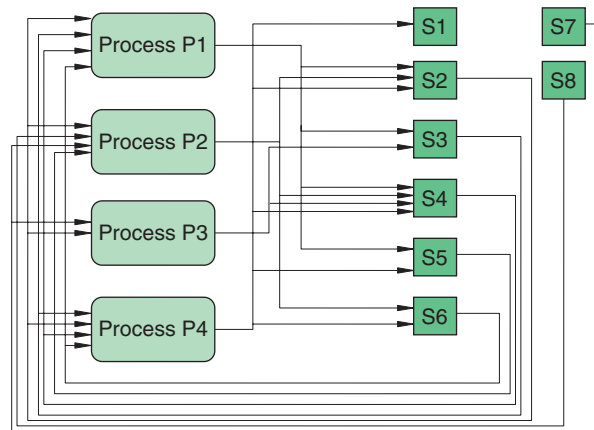 Process P1
S1
S7
S2
S8
Process P2
S3
S4
Process P3
S5
Process P4
S6